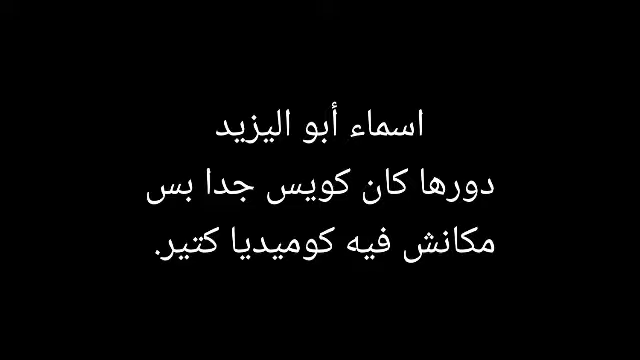 اسماء أبو اليزيد
دورها كان كويس جدا بس
مكانش فيه كوميديا كتير.